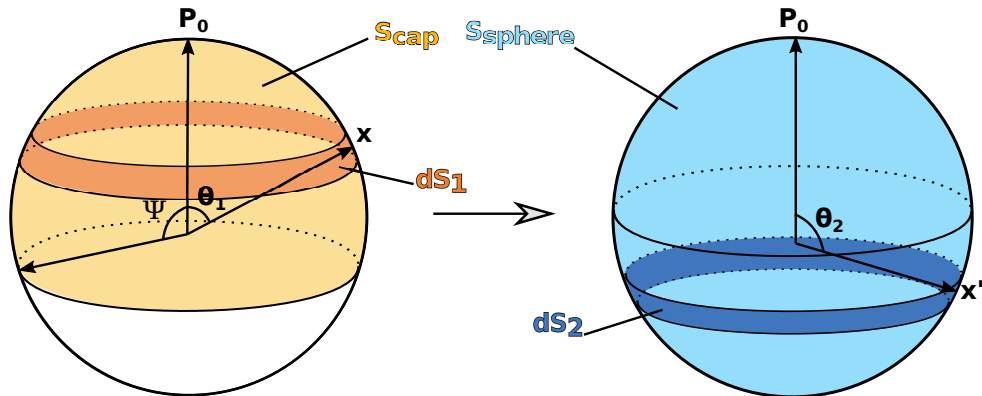 P₀
S_cap
S_sphere
P₀
x
dS₁
Ψ
θ₁
θ₂
x'
dS₂